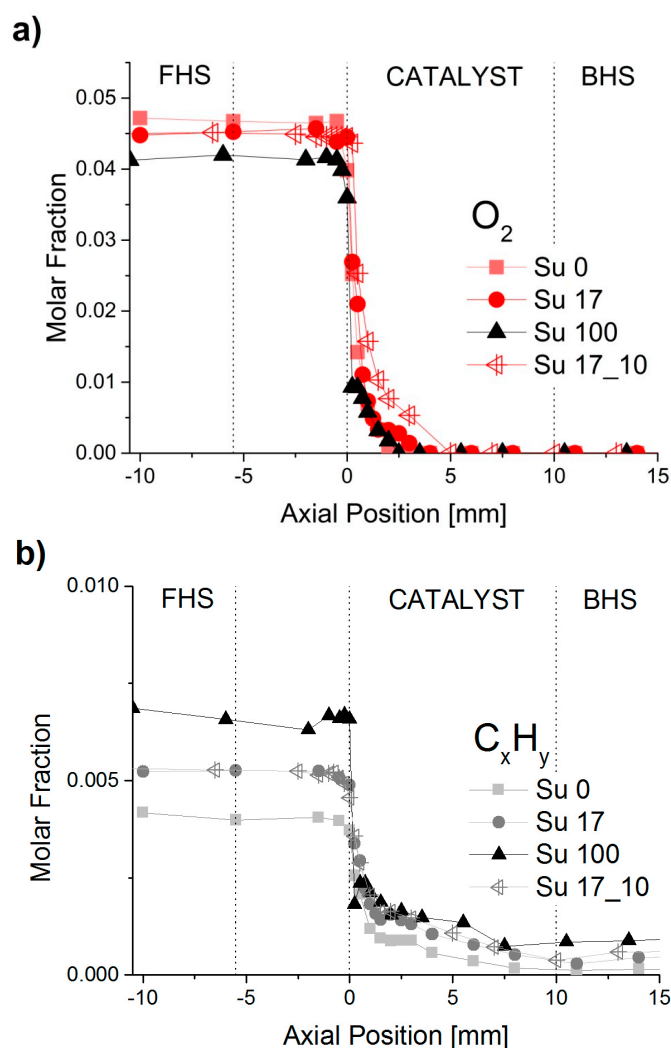 a)
FHS CATALYST BHS
0.05
0.04
0.03
0.02
0.01
0.00
Molar Fraction
O2
Su 0
Su 17
Su 100
Su 17_10
-10 -5 0 5 10 15
Axial Position [mm]
b)
0.010
FHS CATALYST BHS
0.005
0.000
Molar Fraction
CxHy
Su 0
Su 17
Su 100
Su 17_10
-10 -5 0 5 10 15
Axial Position [mm]